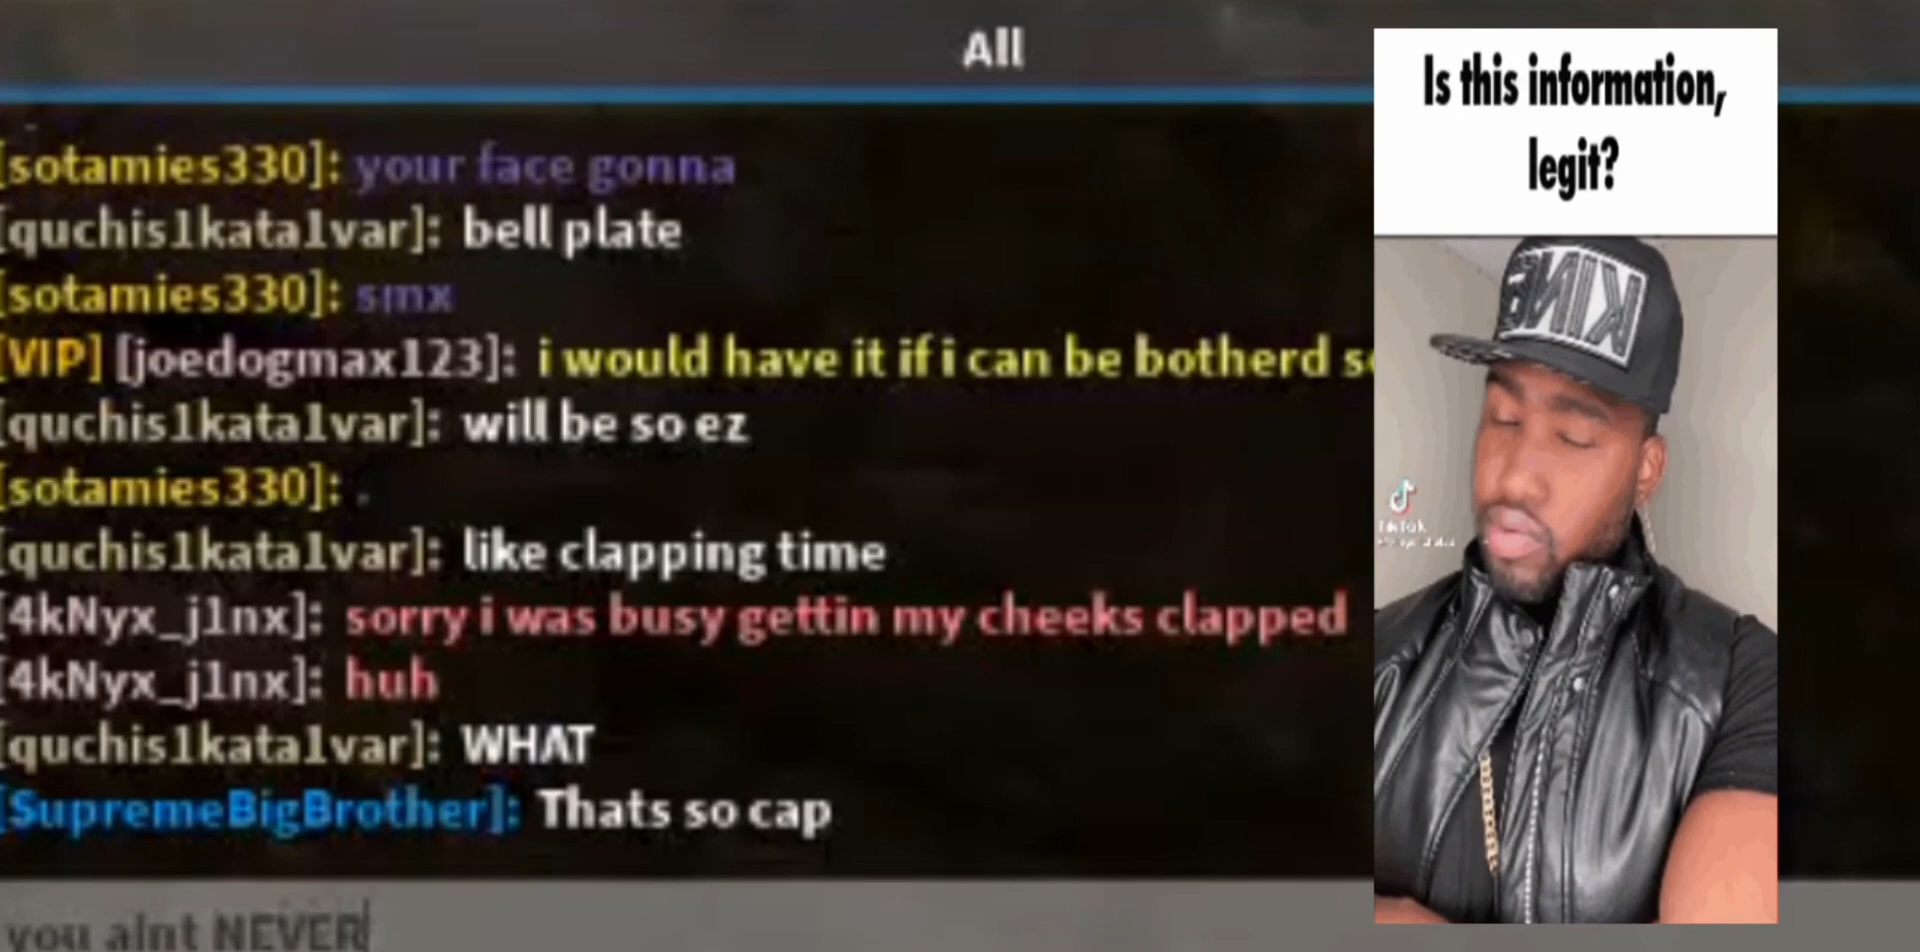 All
[sotamies330]: your face gonna
[quchis1kata1var]: bell plate
[sotamies330]: smx
[VIP] [joedogmax123]: i would have it if i can be botherd
[quchis1kata1var]: will be so ez
[sotamies330]: .
[quchis1kata1var]: like clapping time
[4kNyx_j1nx]: sorry i was busy gettin my cheeks clapped
[4kNyx_j1nx]: huh
[quchis1kata1var]: WHAT
[SupremeBigBrother]: Thats so cap
you aint NEVER
Is this information,
legit?
KING
TikTok